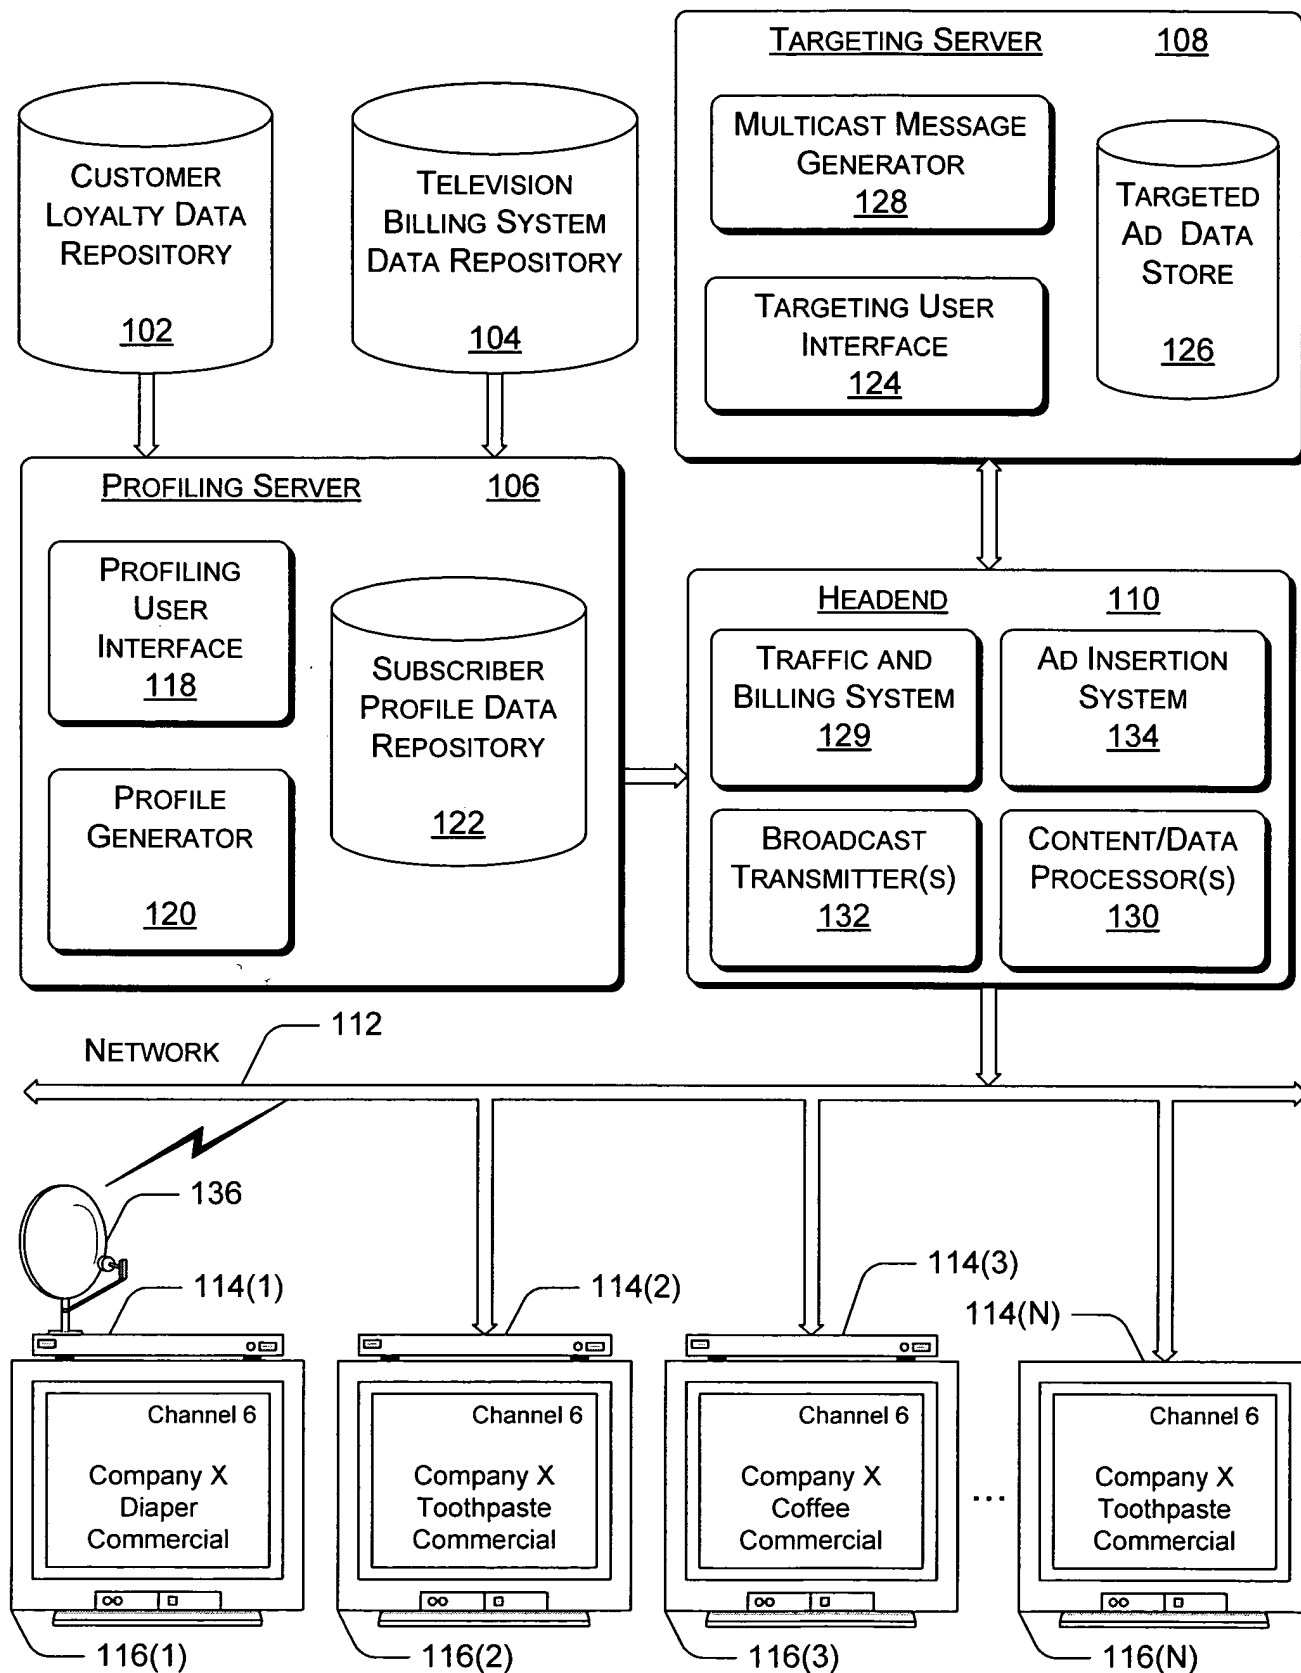 TARGETING SERVER 108
MULTICAST MESSAGE
GENERATOR
128
TARGETED
AD DATA
STORE
126
TARGETING USER
INTERFACE
124
CUSTOMER
LOYALTY DATA
REPOSITORY
102
TELEVISION
BILLING SYSTEM
DATA REPOSITORY
104
PROFILING SERVER 106
PROFILING
USER
INTERFACE
118
SUBSCRIBER
PROFILE DATA
REPOSITORY
122
PROFILE
GENERATOR
120
HEADEND 110
TRAFFIC AND
BILLING SYSTEM
129
AD INSERTION
SYSTEM
134
BROADCAST
TRANSMITTER(S)
132
CONTENT/DATA
PROCESSOR(S)
130
NETWORK
112
136
114(1)
114(2)
114(3)
114(N)
Channel 6
Company X
Diaper
Commercial
116(1)
Channel 6
Company X
Toothpaste
Commercial
116(2)
Channel 6
Company X
Coffee
Commercial
116(3)
...
Channel 6
Company X
Toothpaste
Commercial
116(N)